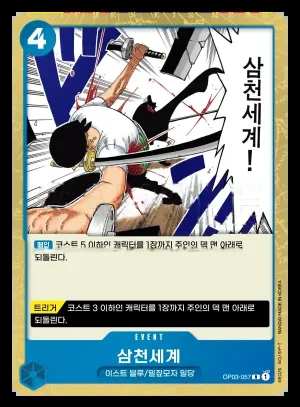 4
삼천세계!
메인 코스트 5 이하인 캐릭터를 1장까지 주인의 덱 맨 아래로
되돌린다.
트리거 코스트 3 이하인 캐릭터를 1장까지 주인의 덱 맨 아래로
되돌린다.
EVENT
삼천세계
이스트 블루/밀짚모자 일당
OP03-057 R 1